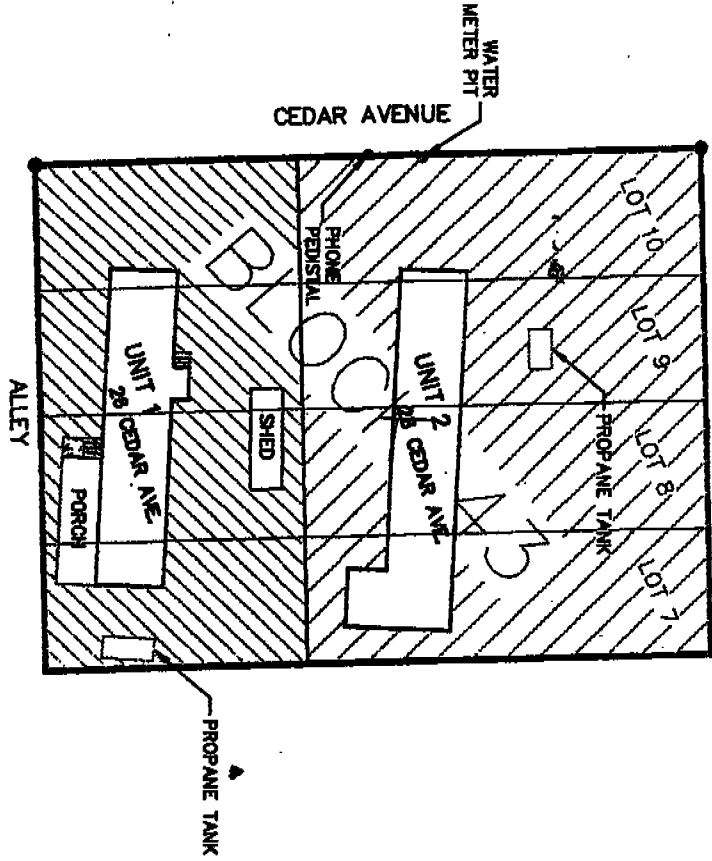 WATER
METER PIT
CEDAR AVENUE
PHONE
PEDISTAL
LOT 10
LOT 9
LOT 8
LOT 7
PROPANE TANK
BLOCK
UNIT 2
CEDAR AVE.
UNIT 1
26 CEDAR AVE.
SHED
PORCH
ALLEY
PROPANE TANK